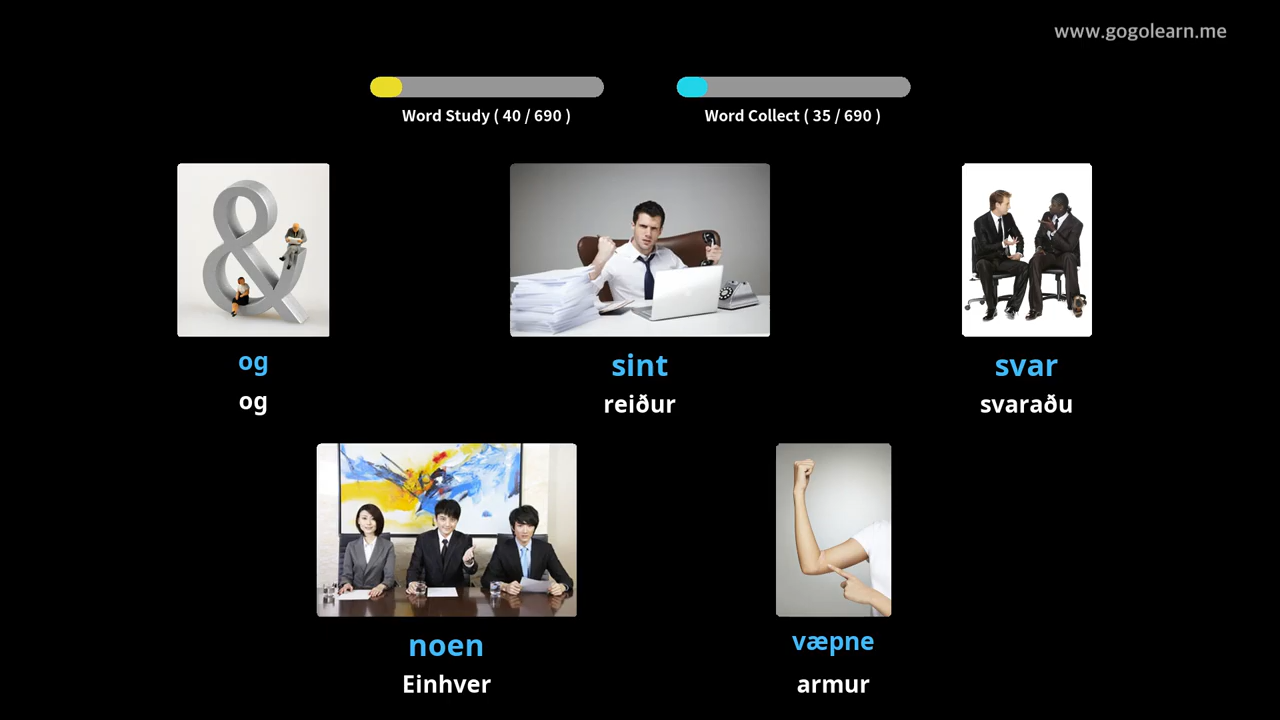 www.gogolearn.me
Word Study ( 40 / 690 )
Word Collect ( 35 / 690 )
og
og
sint
reiður
svar
svaraðu
noen
Einhver
væpne
armur